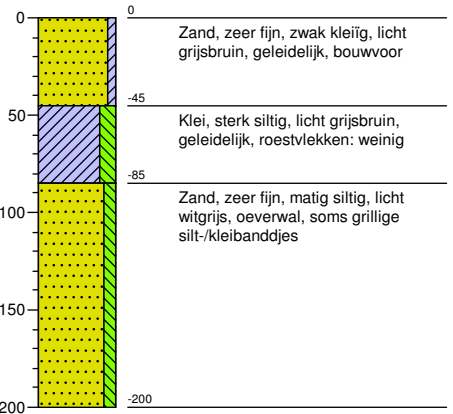 0
0
Zand, zeer fijn, zwak kleiïg, licht
grijsbruin, geleidelijk, bouwvoor
-45
50
Klei, sterk siltig, licht grijsbruin,
geleidelijk, roestvlekken: weinig
-85
Zand, zeer fijn, matig siltig, licht
witgrijs, oeverwal, soms grillige
silt-/kleibanddjes
100
150
-200
200